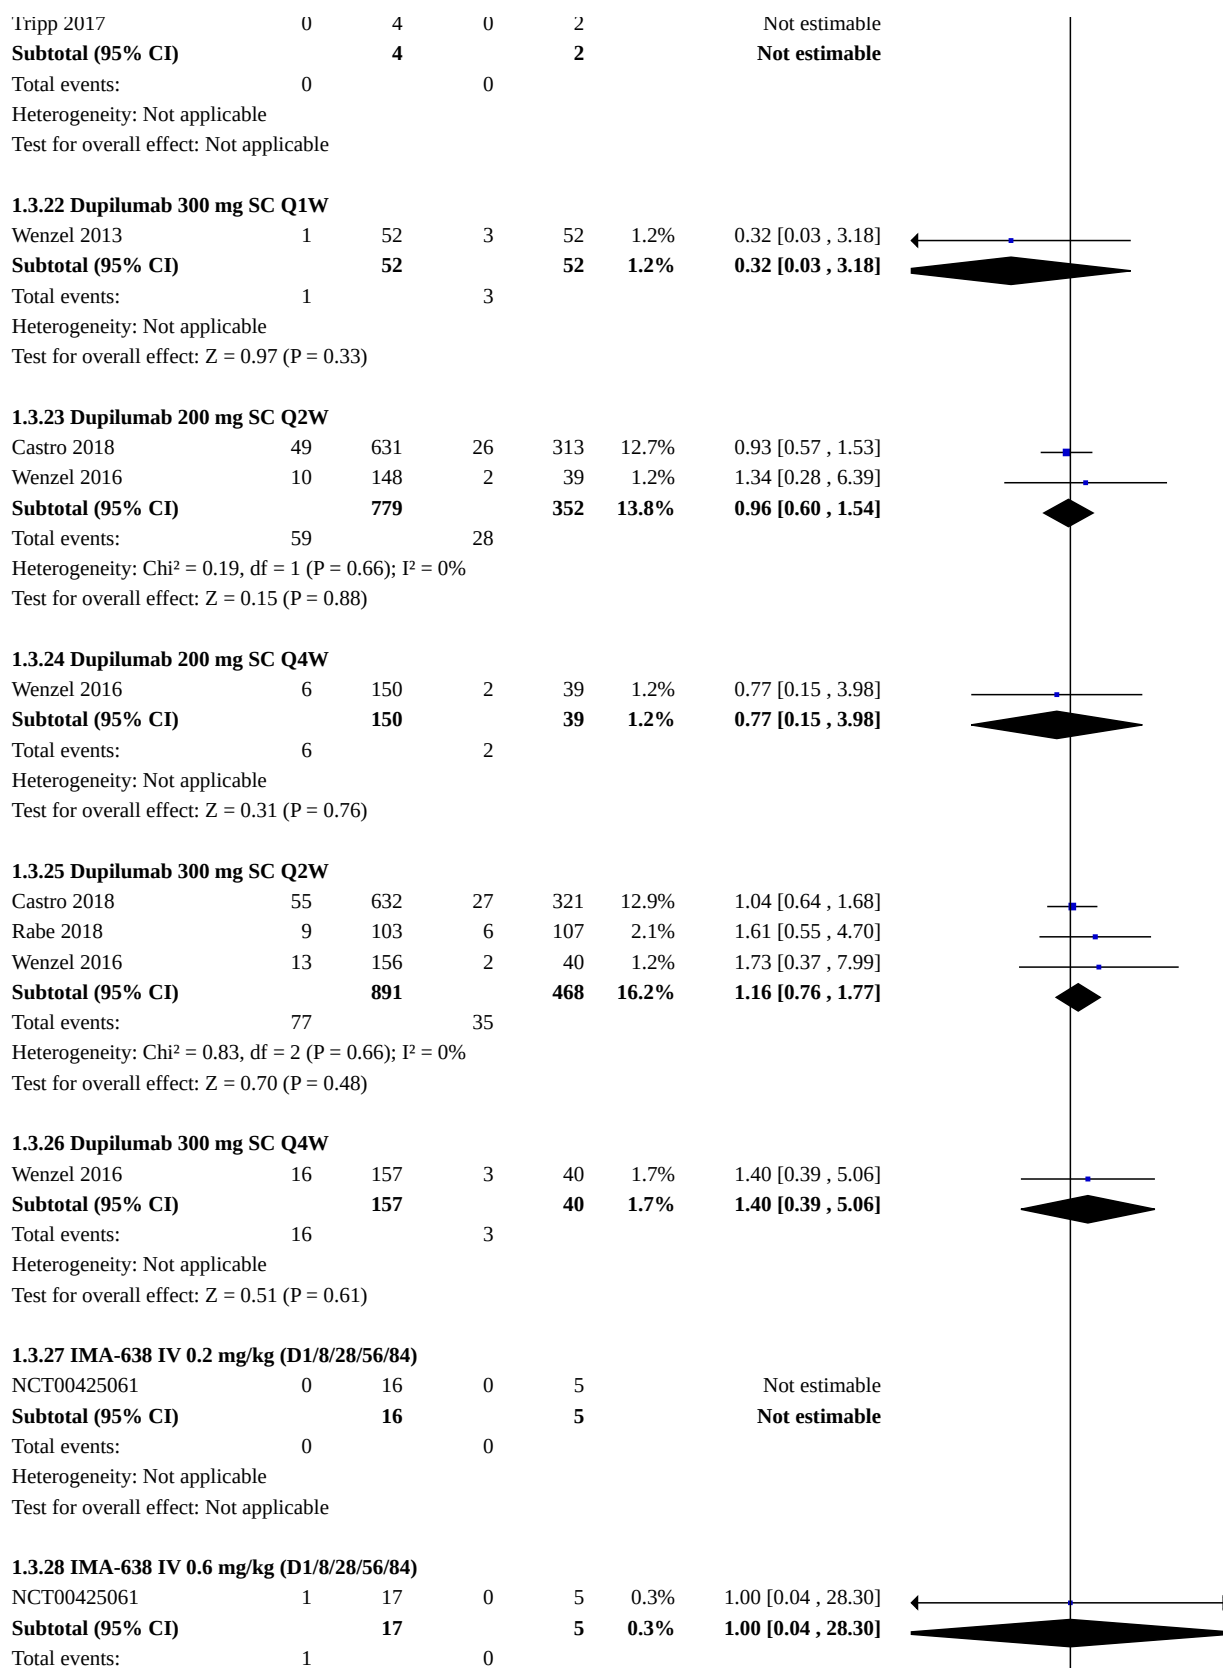 Tripp 2017 0 4 0 2 Not estimable
Subtotal (95% CI) 4 2 Not estimable
Total events: 0 0
Heterogeneity: Not applicable
Test for overall effect: Not applicable
1.3.22 Dupilumab 300 mg SC Q1W
Wenzel 2013 1 52 3 52 1.2% 0.32 [0.03 , 3.18]
Subtotal (95% CI) 52 52 1.2% 0.32 [0.03 , 3.18]
Total events: 1 3
Heterogeneity: Not applicable
Test for overall effect: Z = 0.97 (P = 0.33)
1.3.23 Dupilumab 200 mg SC Q2W
Castro 2018 49 631 26 313 12.7% 0.93 [0.57 , 1.53]
Wenzel 2016 10 148 2 39 1.2% 1.34 [0.28 , 6.39]
Subtotal (95% CI) 779 352 13.8% 0.96 [0.60 , 1.54]
Total events: 59 28
Heterogeneity: Chi² = 0.19, df = 1 (P = 0.66); I² = 0%
Test for overall effect: Z = 0.15 (P = 0.88)
1.3.24 Dupilumab 200 mg SC Q4W
Wenzel 2016 6 150 2 39 1.2% 0.77 [0.15 , 3.98]
Subtotal (95% CI) 150 39 1.2% 0.77 [0.15 , 3.98]
Total events: 6 2
Heterogeneity: Not applicable
Test for overall effect: Z = 0.31 (P = 0.76)
1.3.25 Dupilumab 300 mg SC Q2W
Castro 2018 55 632 27 321 12.9% 1.04 [0.64 , 1.68]
Rabe 2018 9 103 6 107 2.1% 1.61 [0.55 , 4.70]
Wenzel 2016 13 156 2 40 1.2% 1.73 [0.37 , 7.99]
Subtotal (95% CI) 891 468 16.2% 1.16 [0.76 , 1.77]
Total events: 77 35
Heterogeneity: Chi² = 0.83, df = 2 (P = 0.66); I² = 0%
Test for overall effect: Z = 0.70 (P = 0.48)
1.3.26 Dupilumab 300 mg SC Q4W
Wenzel 2016 16 157 3 40 1.7% 1.40 [0.39 , 5.06]
Subtotal (95% CI) 157 40 1.7% 1.40 [0.39 , 5.06]
Total events: 16 3
Heterogeneity: Not applicable
Test for overall effect: Z = 0.51 (P = 0.61)
1.3.27 IMA-638 IV 0.2 mg/kg (D1/8/28/56/84)
NCT00425061 0 16 0 5 Not estimable
Subtotal (95% CI) 16 5 Not estimable
Total events: 0 0
Heterogeneity: Not applicable
Test for overall effect: Not applicable
1.3.28 IMA-638 IV 0.6 mg/kg (D1/8/28/56/84)
NCT00425061 1 17 0 5 0.3% 1.00 [0.04 , 28.30]
Subtotal (95% CI) 17 5 0.3% 1.00 [0.04 , 28.30]
Total events: 1 0